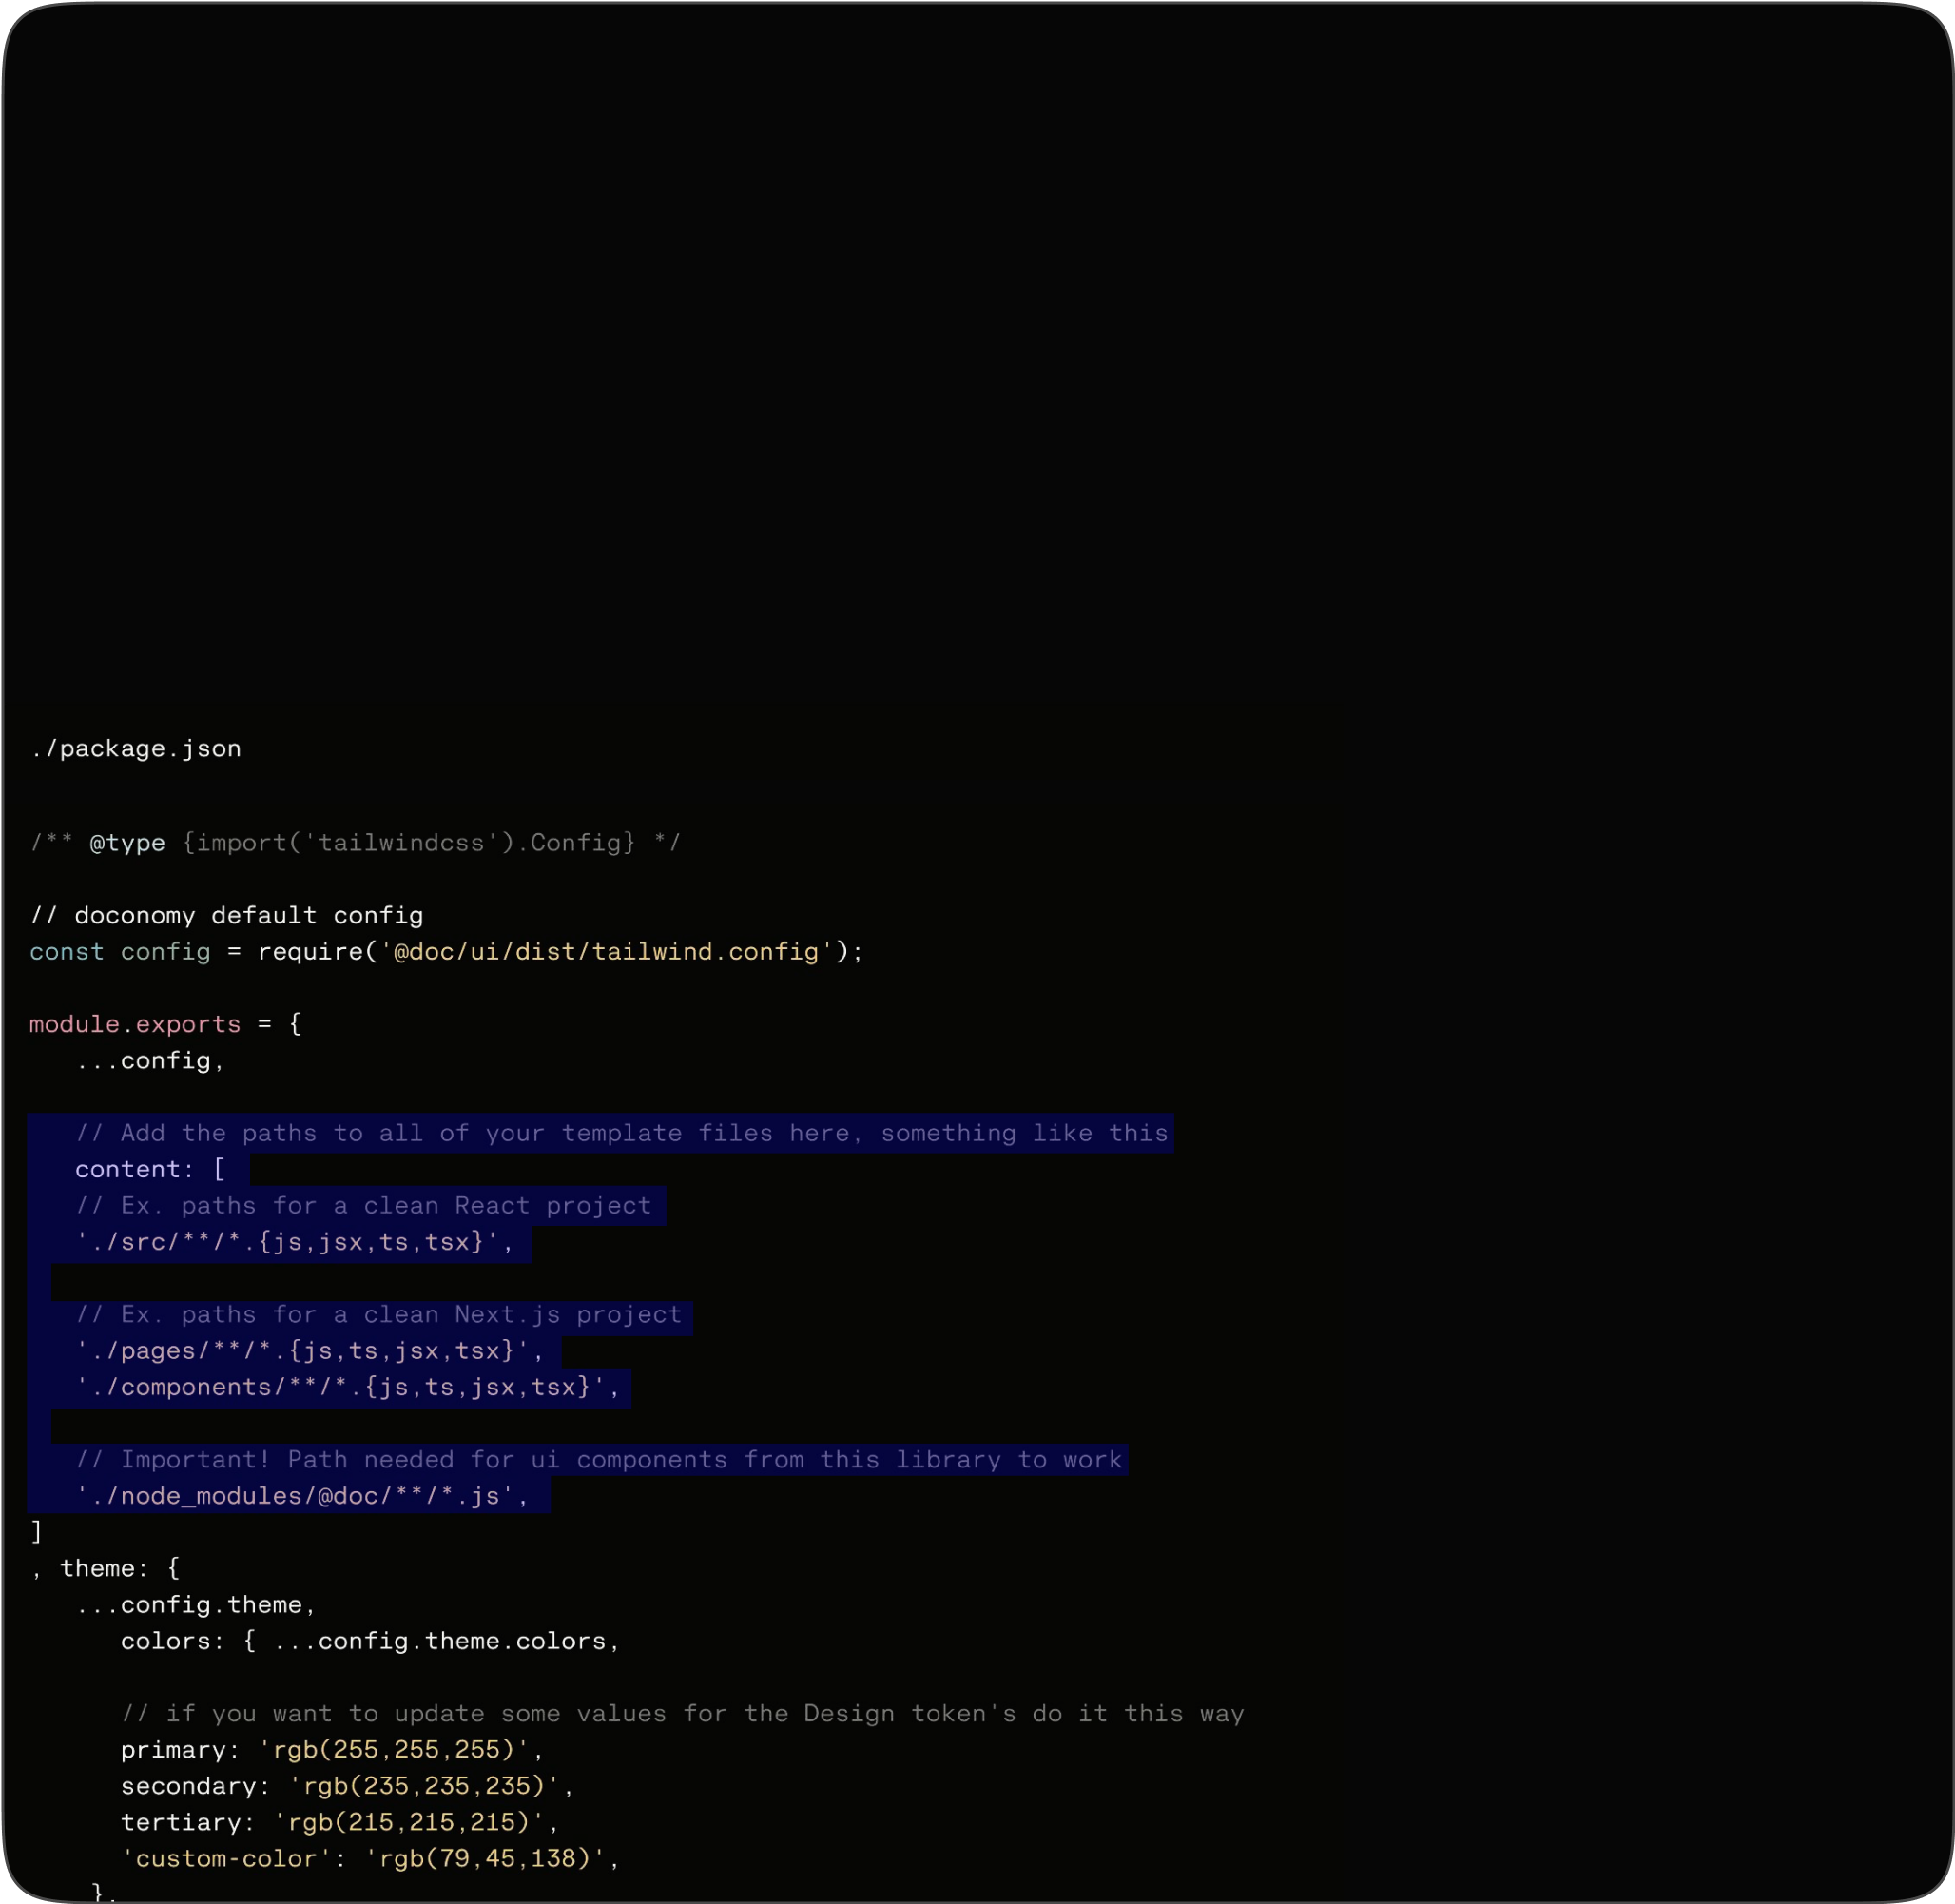 ./package.json
/** @type {import('tailwindcss').Config} */
// doconomy default config
const config = require('@doc/ui/dist/tailwind.config');
module.exports = {
...config,
// Add the paths to all of your template files here, something like this
content: [
// Ex. paths for a clean React project
'./src/**/*.{js,jsx,ts,tsx}',
// Ex. paths for a clean Next.js project
'./pages/**/*.{js,ts,jsx,tsx}',
'./components/**/*.{js,ts,jsx,tsx}',
// Important! Path needed for ui components from this library to work
'./node_modules/@doc/**/*.js',
]
, theme: {
...config.theme,
colors: { ...config.theme.colors,
// if you want to update some values for the Design token's do it this way
primary: 'rgb(255,255,255)',
secondary: 'rgb(235,235,235)',
tertiary: 'rgb(215,215,215)',
'custom-color': 'rgb(79,45,138)',
},